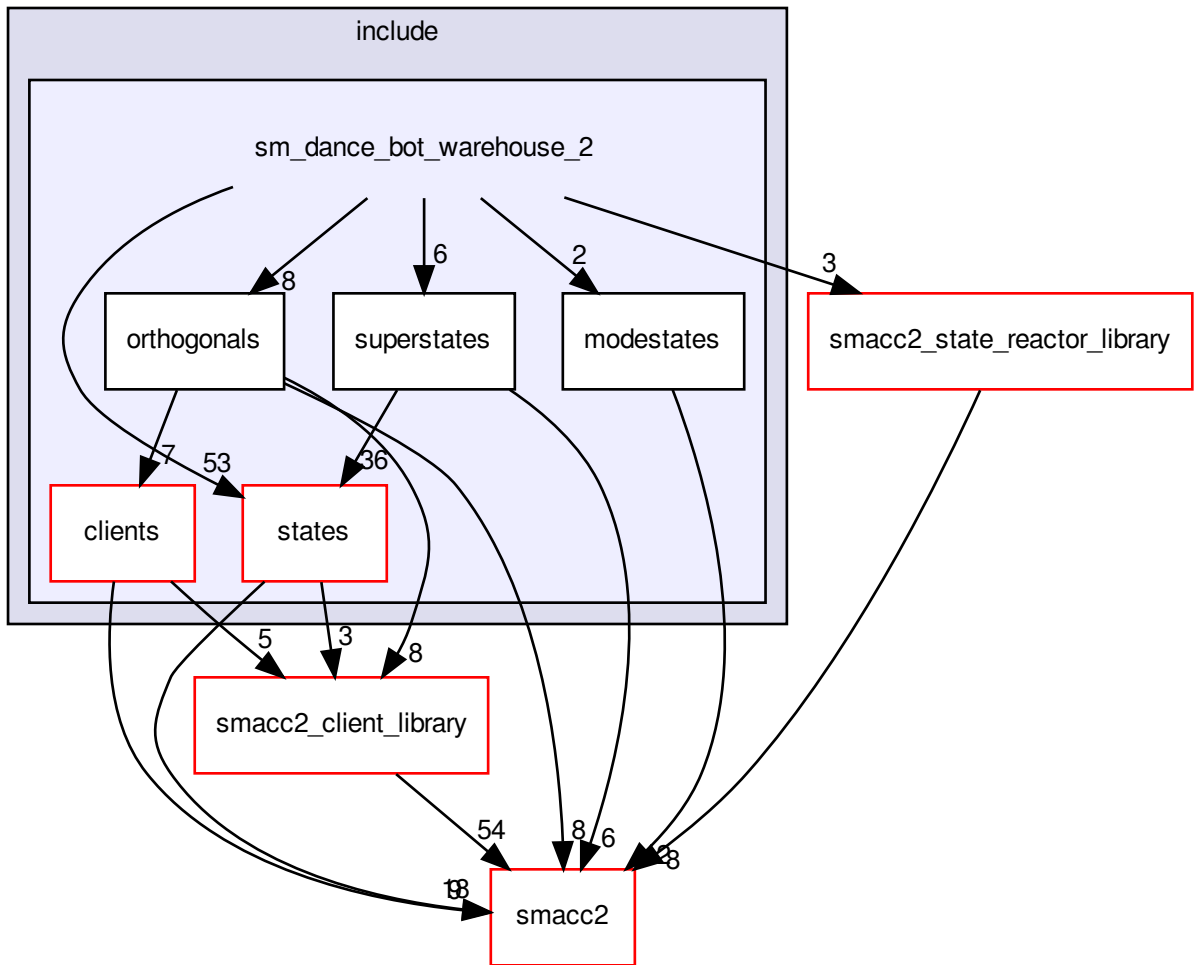 include
sm_dance_bot_warehouse_2
8
6
2
3
orthogonals
superstates
modestates
smacc2_state_reactor_library
7
53
36
clients
states
5
3
8
smacc2_client_library
54
8
6
8
smacc2